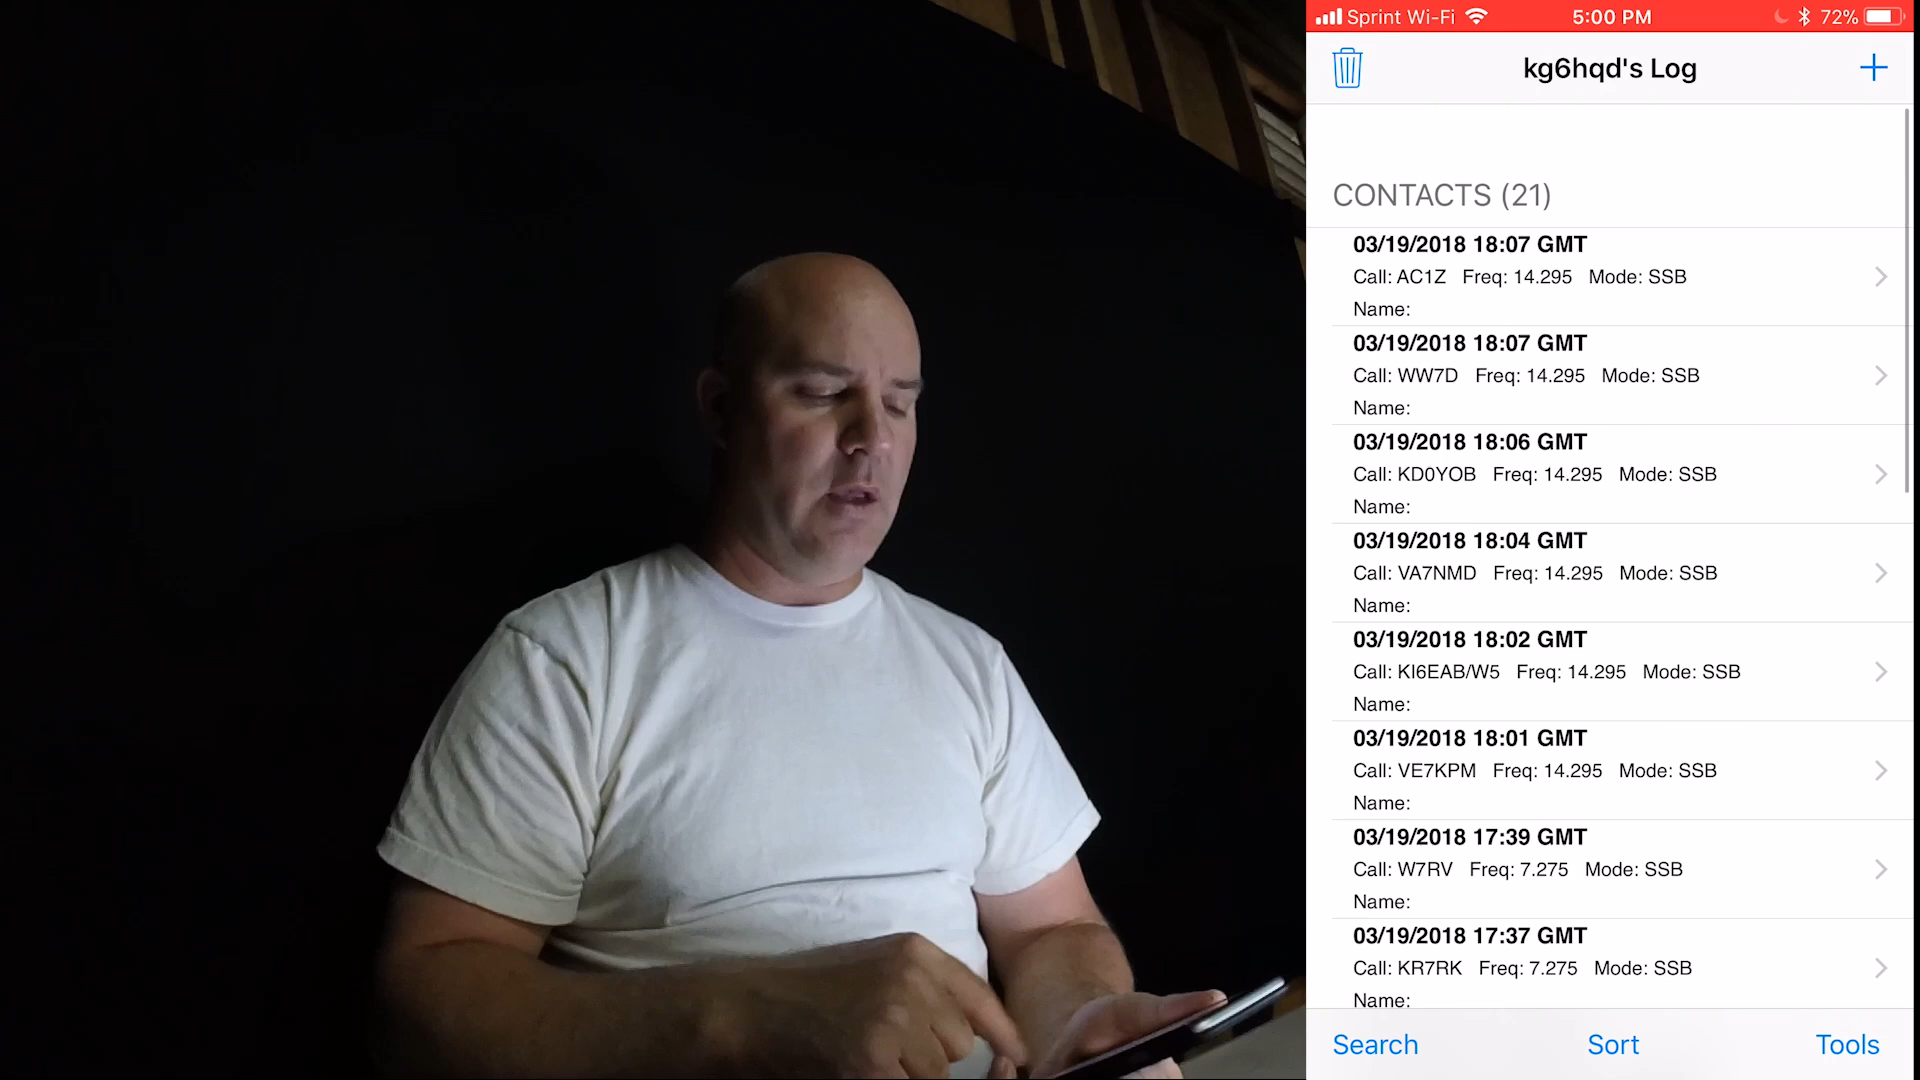 Sprint Wi-Fi 5:00 PM 72%
kg6hqd's Log
CONTACTS (21)
03/19/2018 18:07 GMT
Call: AC1Z Freq: 14.295 Mode: SSB
Name:
03/19/2018 18:07 GMT
Call: WW7D Freq: 14.295 Mode: SSB
Name:
03/19/2018 18:06 GMT
Call: KD0YOB Freq: 14.295 Mode: SSB
Name:
03/19/2018 18:04 GMT
Call: VA7NMD Freq: 14.295 Mode: SSB
Name:
03/19/2018 18:02 GMT
Call: KI6EAB/W5 Freq: 14.295 Mode: SSB
Name:
03/19/2018 18:01 GMT
Call: VE7KPM Freq: 14.295 Mode: SSB
Name:
03/19/2018 17:39 GMT
Call: W7RV Freq: 7.275 Mode: SSB
Name:
03/19/2018 17:37 GMT
Call: KR7RK Freq: 7.275 Mode: SSB
Name:
Search Sort Tools